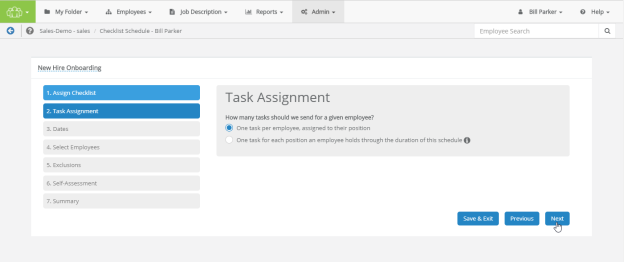 My Folder Employees Job Description Reports Admin Bill Parker Help
Sales-Demo - sales / Checklist Schedule - Bill Parker Employee Search
New Hire Onboarding
1. Assign Checklist
2. Task Assignment
3. Dates
4. Select Employees
5. Exclusions
6. Self-Assessment
7. Summary
Task Assignment
How many tasks should we send for a given employee?
One task per employee, assigned to their position
One task for each position an employee holds through the duration of this schedule
Save & Exit Previous Next